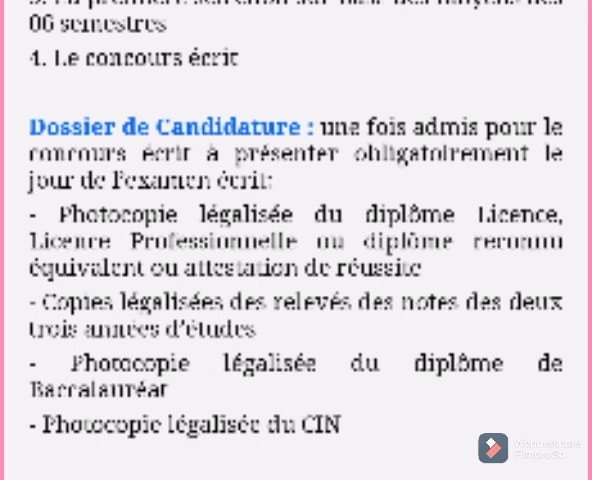 06 semestres
4. Le concours écrit
Dossier de Candidature : une fois admis pour le
concours écrit à présenter obligatoirement le
jour de l'examen écrit:
- Photocopie légalisée du diplôme Licence,
Licence Professionnelle ou diplôme reconnu
équivalent ou attestation de réussite
- Copies légalisées des relevés des notes des deux
trois années d'études
- Photocopie légalisée du diplôme de
Baccalauréat
- Photocopie légalisée du CIN
Wondershare
FilmoraGo